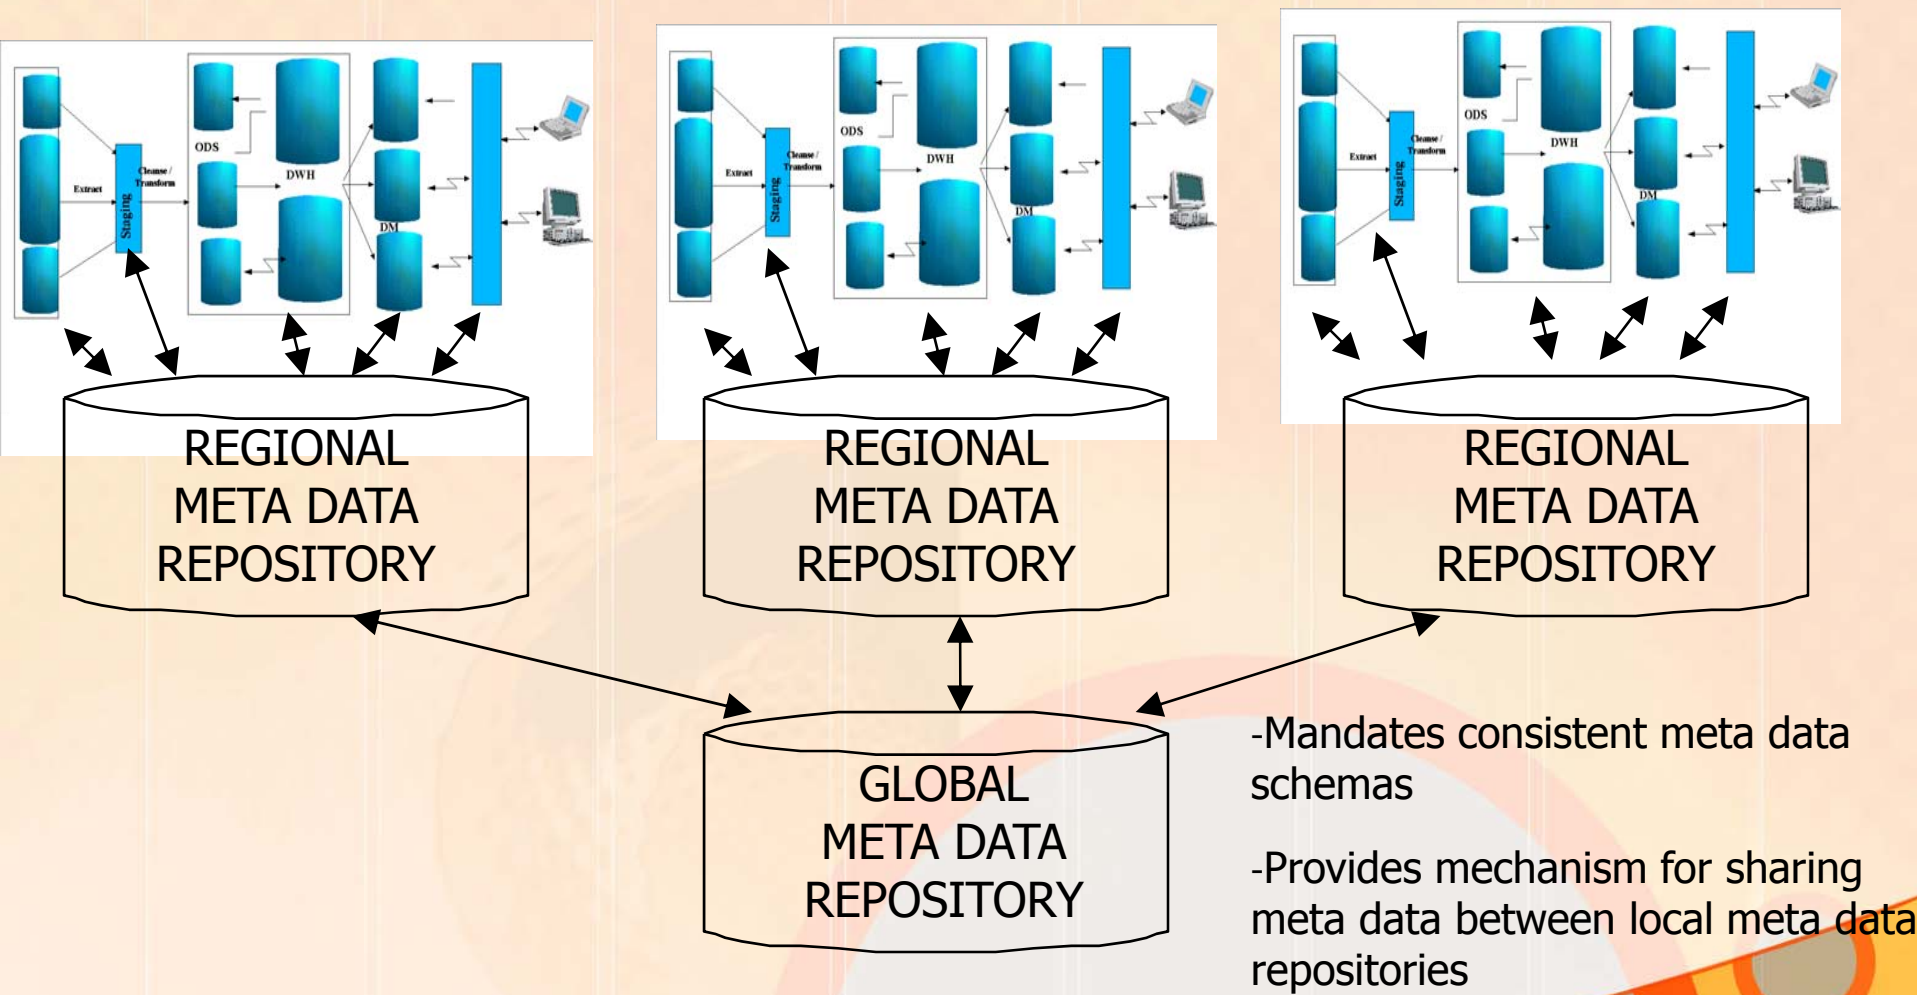 Extract
Staging
Cleanse /
Transform
ODS
DWH
DM
Extract
Staging
Cleanse /
Transform
ODS
DWH
DM
Extract
Staging
Cleanse /
Transform
ODS
DWH
DM
REGIONAL
META DATA
REPOSITORY
REGIONAL
META DATA
REPOSITORY
REGIONAL
META DATA
REPOSITORY
GLOBAL
META DATA
REPOSITORY
-Mandates consistent meta data
schemas
-Provides mechanism for sharing
meta data between local meta data
repositories